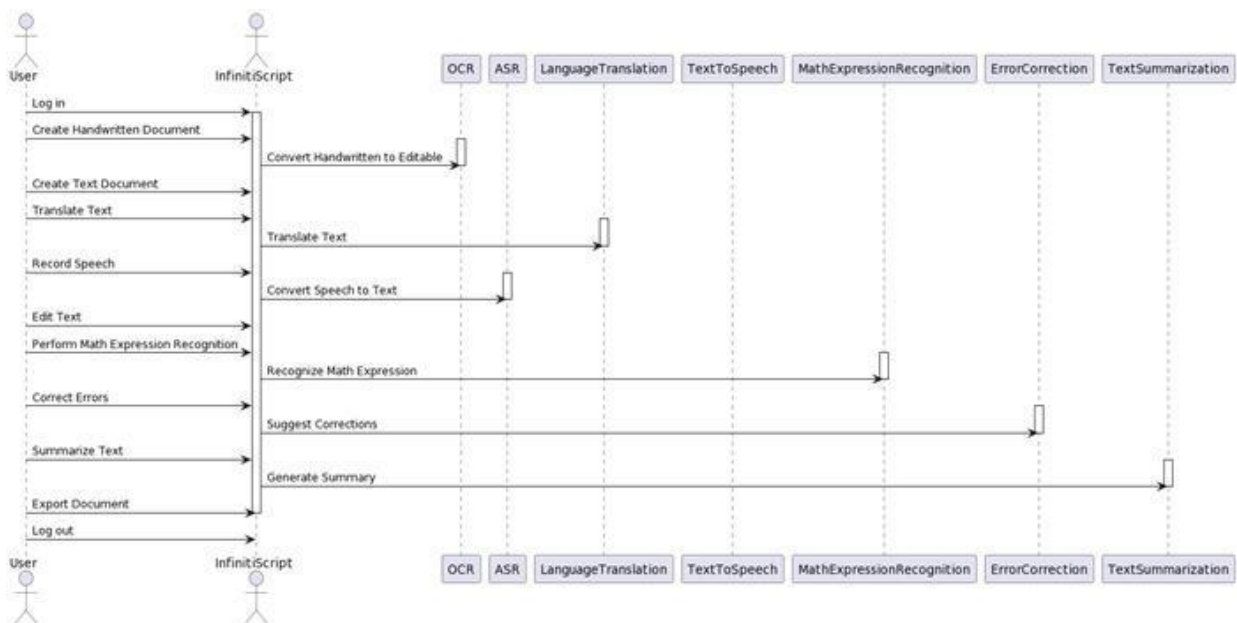 User
InfinitiScript
OCR
ASR
LanguageTranslation
TextToSpeech
MathExpressionRecognition
ErrorCorrection
TextSummarization
Log in
Create Handwritten Document
Convert Handwritten to Editable
Create Text Document
Translate Text
Translate Text
Record Speech
Convert Speech to Text
Edit Text
Perform Math Expression Recognition
Recognize Math Expression
Correct Errors
Suggest Corrections
Summarize Text
Generate Summary
Export Document
Log out
User
InfinitiScript
OCR
ASR
LanguageTranslation
TextToSpeech
MathExpressionRecognition
ErrorCorrection
TextSummarization